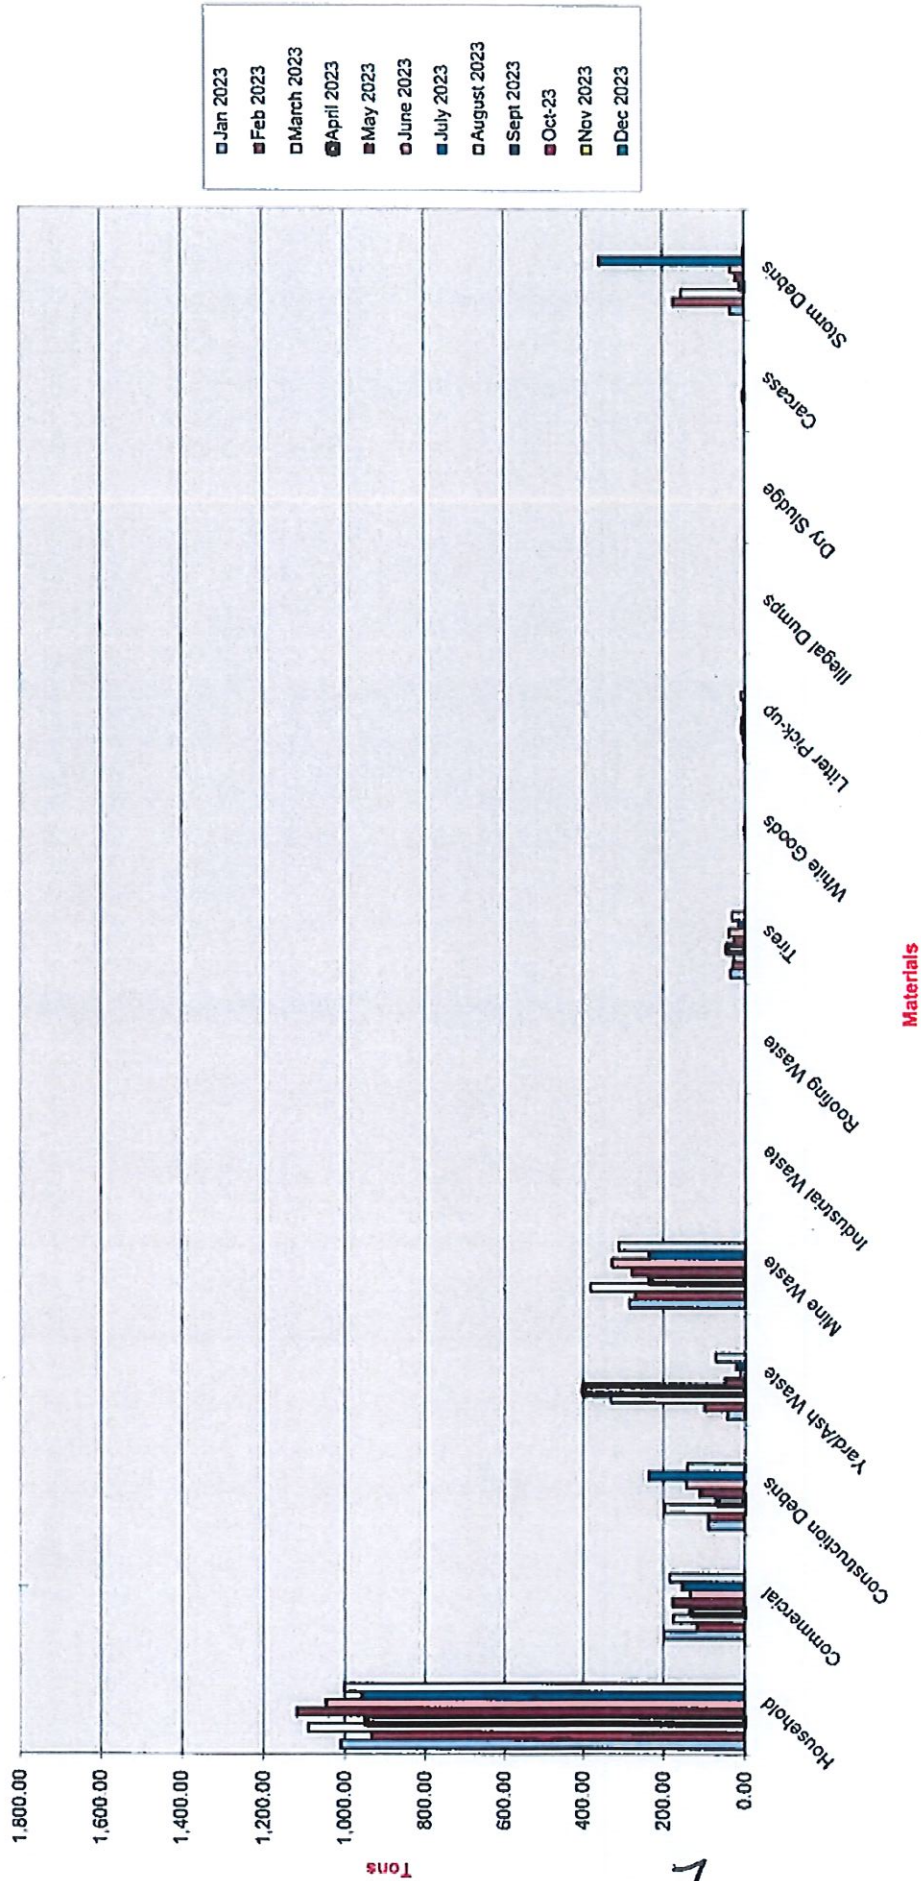 1,800.00
1,600.00
1,400.00
1,200.00
1,000.00
800.00
600.00
400.00
200.00
0.00
Tons
Household
Commercial
Construction Debris
Yard/Ash Waste
Mine Waste
Industrial Waste
Roofing Waste
Tires
White Goods
Litter Pick-up
Illegal Dumps
Dry Sludge
Carcass
Storm Debris
Materials
Jan 2023
Feb 2023
March 2023
April 2023
May 2023
June 2023
July 2023
August 2023
Sept 2023
Oct-23
Nov 2023
Dec 2023